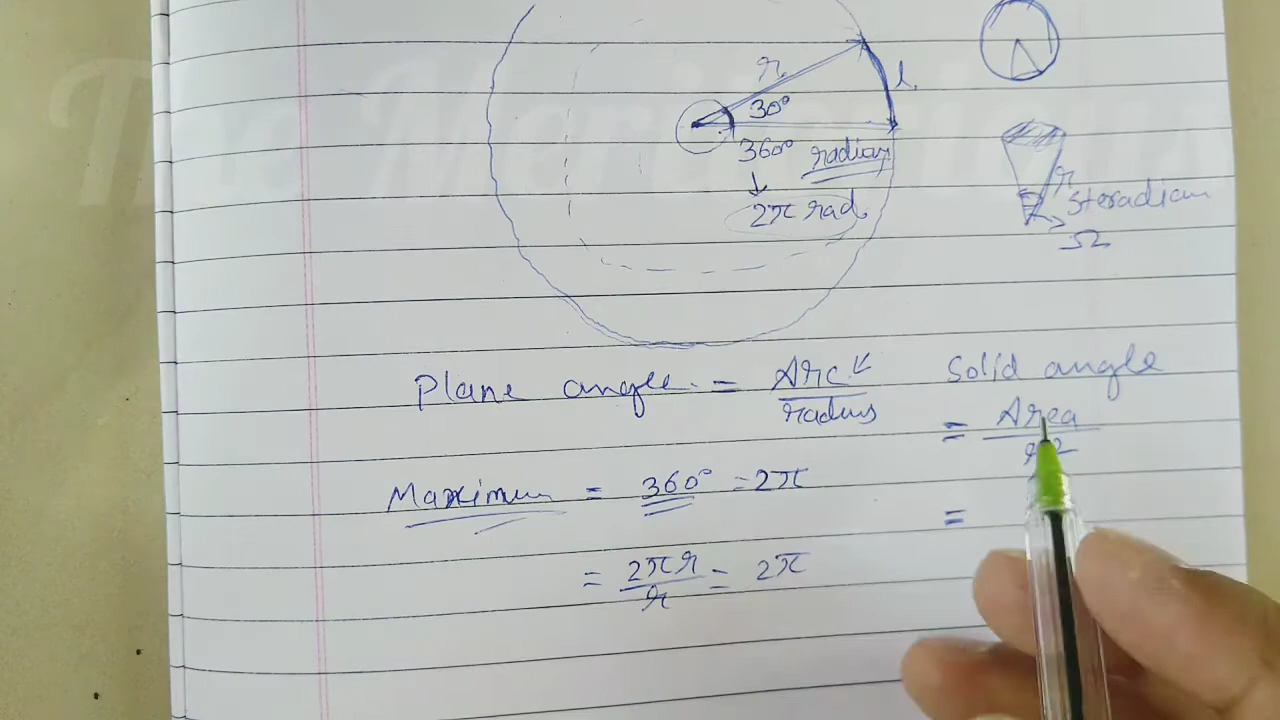 r
l
30°
360° radian
↓
2π rad
r
Steradian
Ω
Plane angle = Arc / radius
Solid angle
= Area / r2
Maximum = 360° = 2π
=
= 2πr / r = 2π